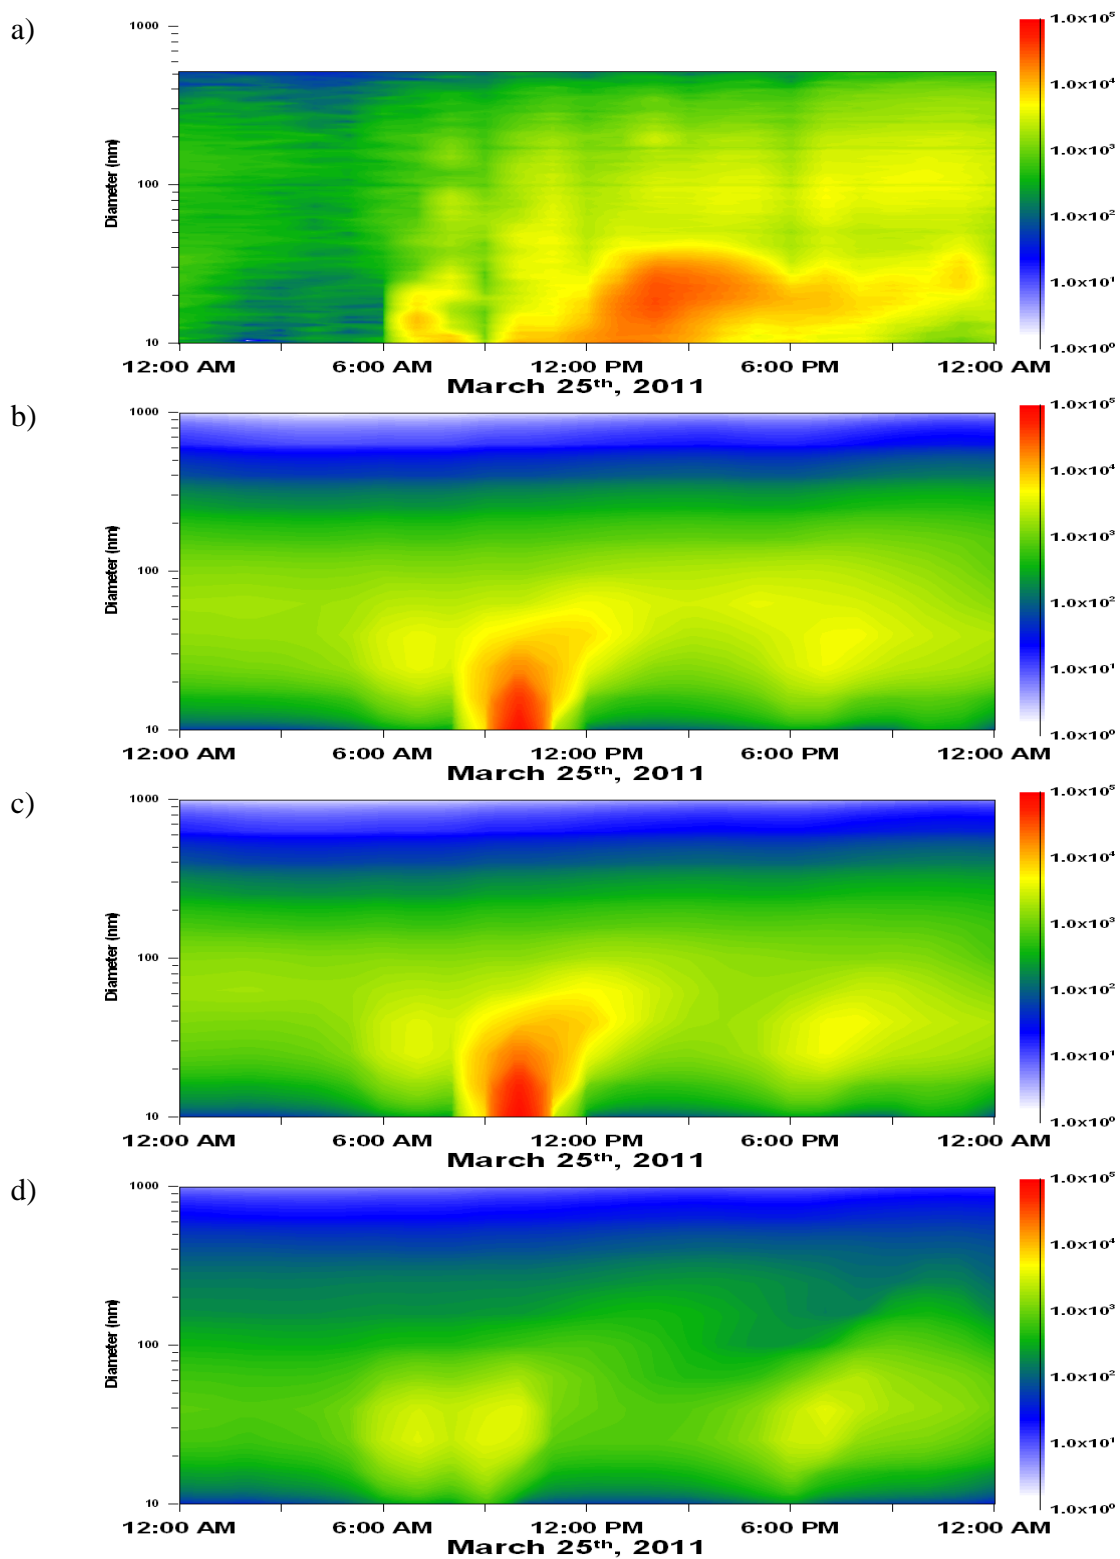 a)
1000
100
10
Diameter (nm)
12:00 AM 6:00 AM 12:00 PM 6:00 PM 12:00 AM
March 25th, 2011
1.0x10⁵
1.0x10⁴
1.0x10³
1.0x10²
1.0x10¹
1.0x10⁰
b)
1000
100
10
Diameter (nm)
12:00 AM 6:00 AM 12:00 PM 6:00 PM 12:00 AM
March 25th, 2011
1.0x10⁵
1.0x10⁴
1.0x10³
1.0x10²
1.0x10¹
1.0x10⁰
c)
1000
100
10
Diameter (nm)
12:00 AM 6:00 AM 12:00 PM 6:00 PM 12:00 AM
March 25th, 2011
1.0x10⁵
1.0x10⁴
1.0x10³
1.0x10²
1.0x10¹
1.0x10⁰
d)
1000
100
10
Diameter (nm)
12:00 AM 6:00 AM 12:00 PM 6:00 PM 12:00 AM
March 25th, 2011
1.0x10⁵
1.0x10⁴
1.0x10³
1.0x10²
1.0x10¹
1.0x10⁰